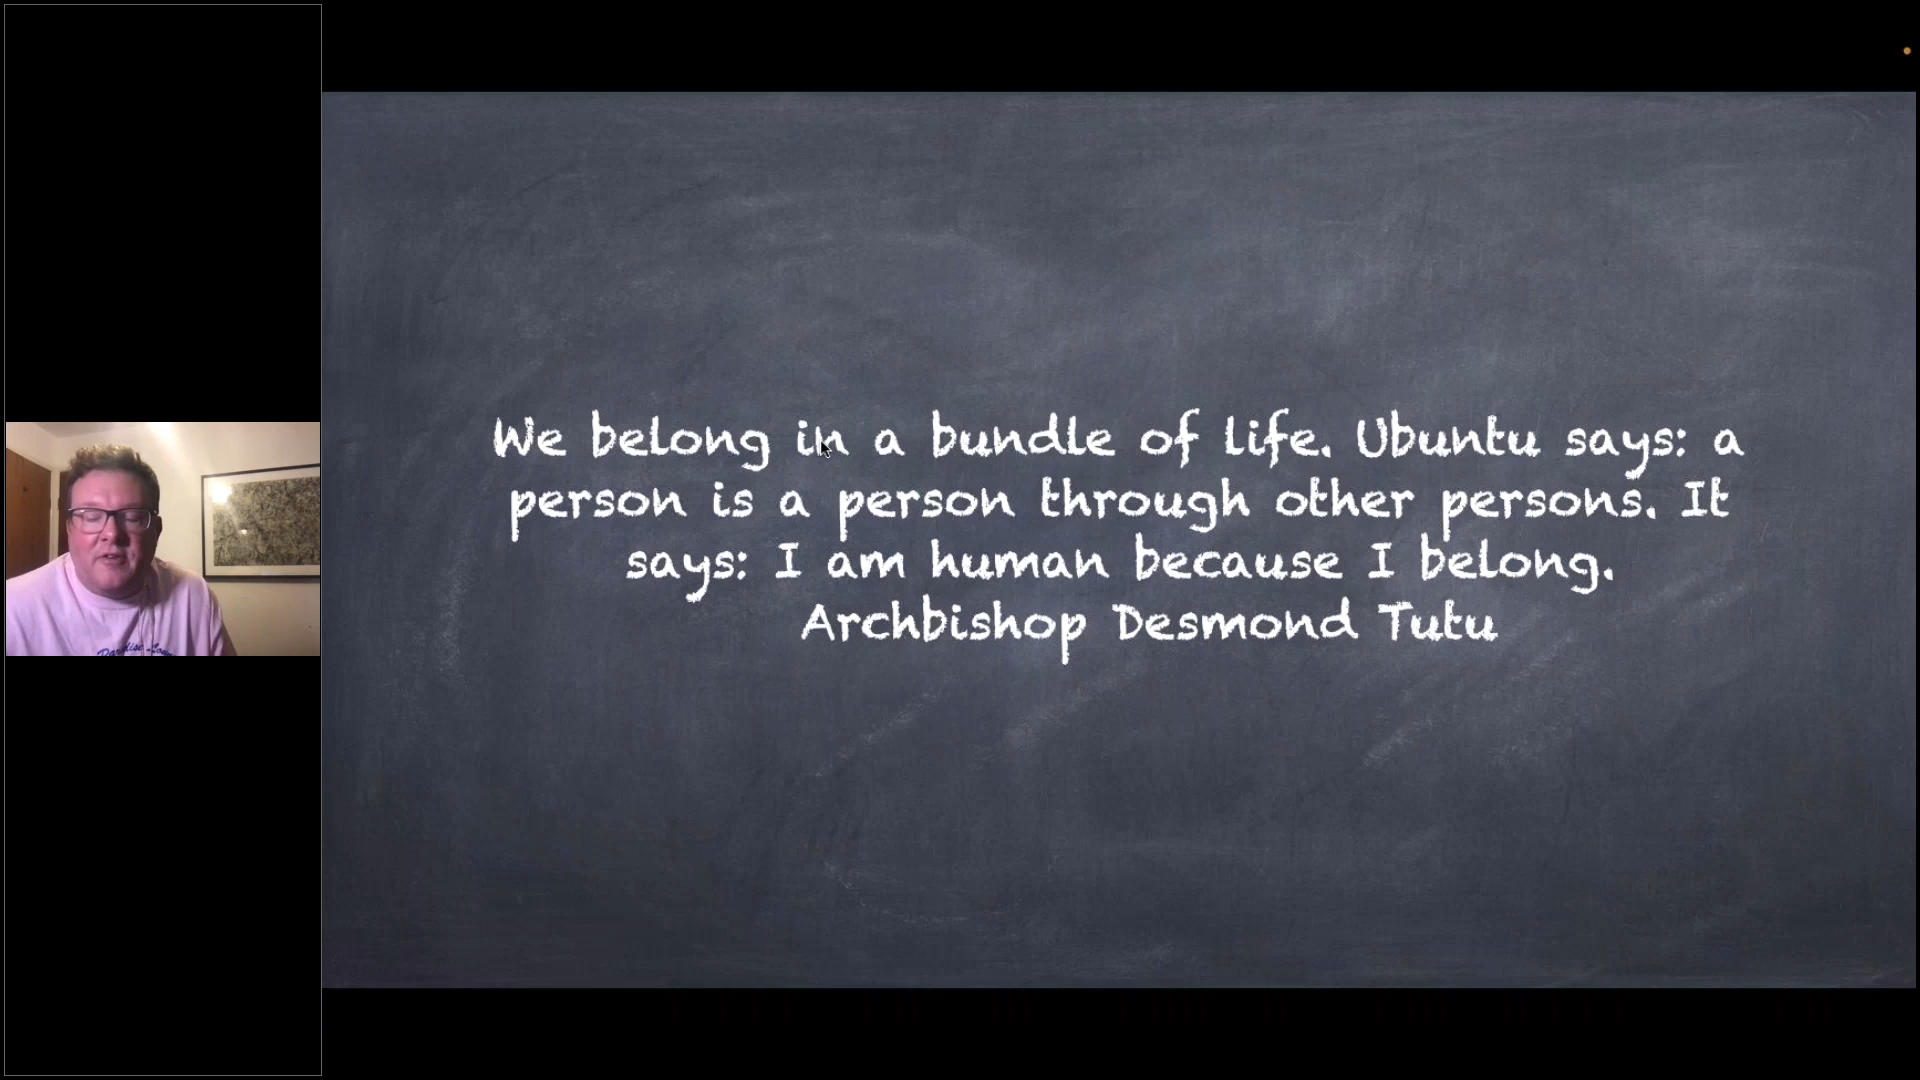 We belong in a bundle of life. Ubuntu says: a
person is a person through other persons. It
says: I am human because I belong.
Archbishop Desmond Tutu